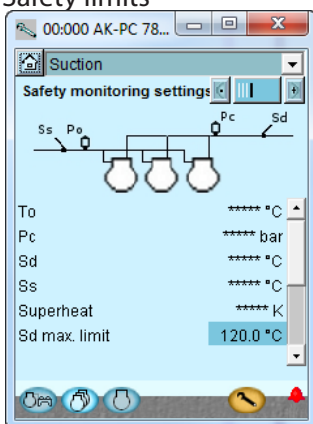 Safety limits
00:000 AK-PC 78...
Suction
Safety monitoring settings
Pc Sd
Ss Po
To ***** °C
Pc ***** bar
Sd ***** °C
Ss ***** °C
Superheat ***** K
Sd max. limit 120.0 °C